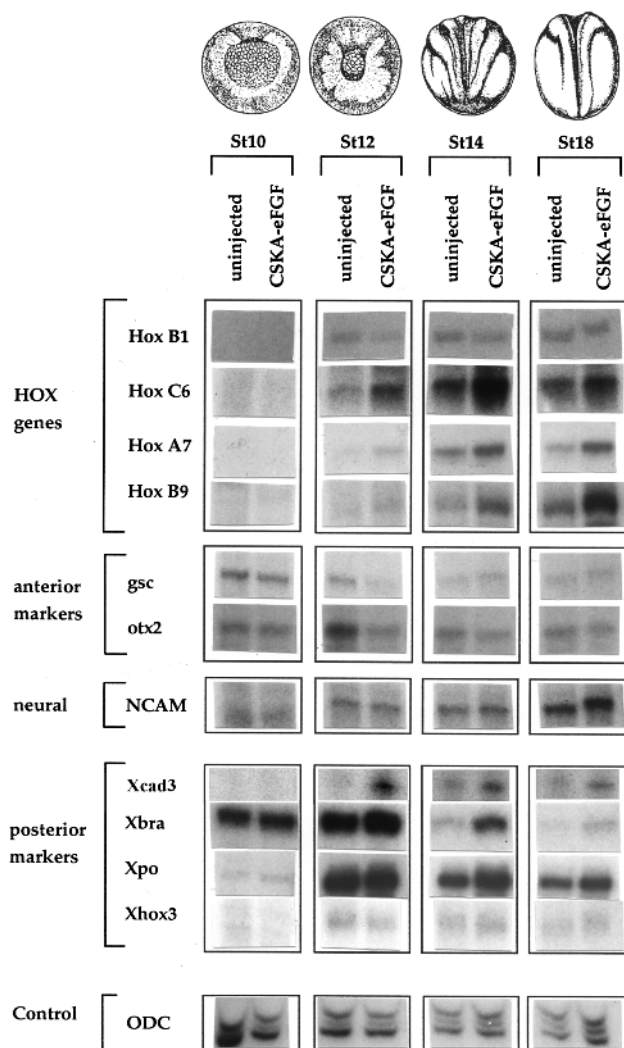 St10 St12 St14 St18
uninjected CSKA-eFGF uninjected CSKA-eFGF uninjected CSKA-eFGF uninjected CSKA-eFGF
HOX genes
Hox B1
Hox C6
Hox A7
Hox B9
anterior markers
gsc
otx2
neural
NCAM
posterior markers
Xcad3
Xbra
Xpo
Xhox3
Control
ODC